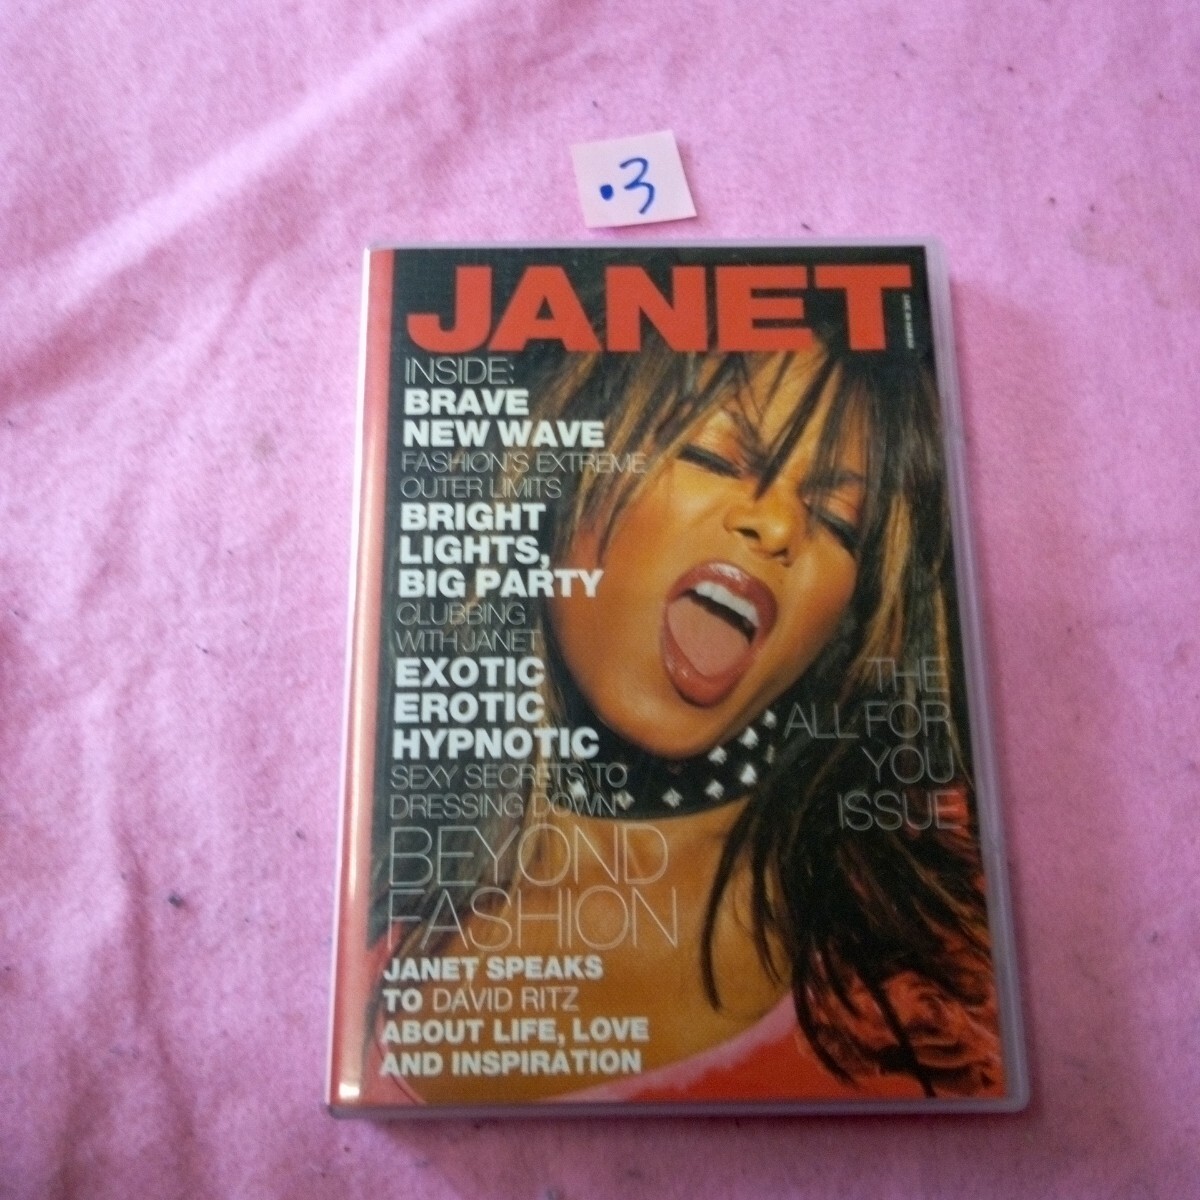 ·3
JANET
INSIDE:
BRAVE
NEW WAVE
FASHION'S EXTREME
OUTER LIMITS
BRIGHT
LIGHTS,
BIG PARTY
CLUBBING
WITH JANET
EXOTIC
EROTIC
HYPNOTIC
SEXY SECRETS TO
DRESSING DOWN
BEYOND
FASHION
JANET SPEAKS
TO DAVID RITZ
ABOUT LIFE, LOVE
AND INSPIRATION
THE
ALL FOR
YOU
ISSUE